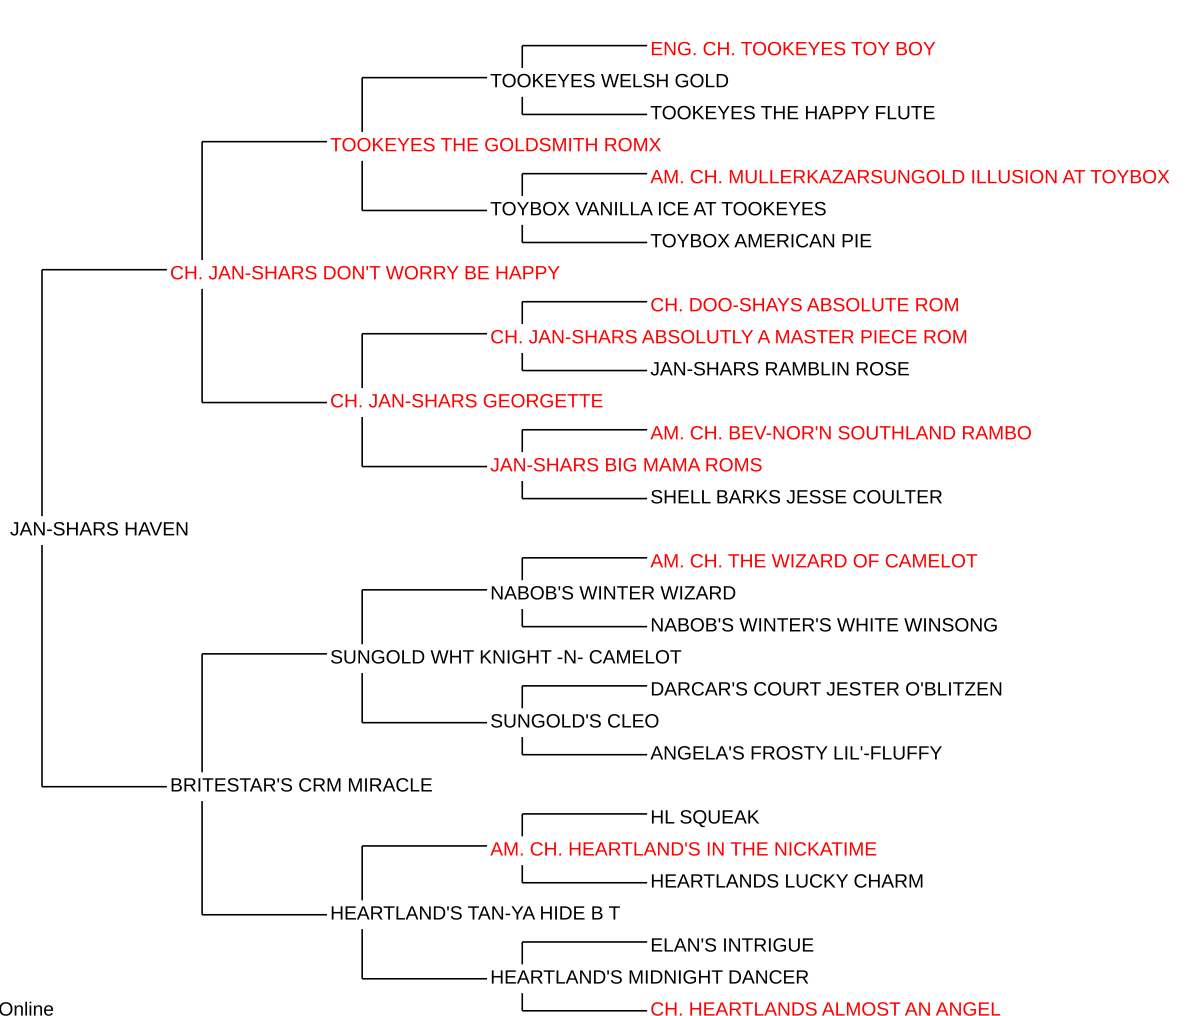 ENG. CH. TOOKEYES TOY BOY
TOOKEYES WELSH GOLD
TOOKEYES THE HAPPY FLUTE
TOOKEYES THE GOLDSMITH ROMX
AM. CH. MULLERKAZARSUNGOLD ILLUSION AT TOYBOX
TOYBOX VANILLA ICE AT TOOKEYES
TOYBOX AMERICAN PIE
CH. JAN-SHARS DON'T WORRY BE HAPPY
CH. DOO-SHAYS ABSOLUTE ROM
CH. JAN-SHARS ABSOLUTLY A MASTER PIECE ROM
JAN-SHARS RAMBLIN ROSE
CH. JAN-SHARS GEORGETTE
AM. CH. BEV-NOR'N SOUTHLAND RAMBO
JAN-SHARS BIG MAMA ROMS
SHELL BARKS JESSE COULTER
JAN-SHARS HAVEN
AM. CH. THE WIZARD OF CAMELOT
NABOB'S WINTER WIZARD
NABOB'S WINTER'S WHITE WINSONG
SUNGOLD WHT KNIGHT -N- CAMELOT
DARCAR'S COURT JESTER O'BLITZEN
SUNGOLD'S CLEO
ANGELA'S FROSTY LIL'-FLUFFY
BRITESTAR'S CRM MIRACLE
HL SQUEAK
AM. CH. HEARTLAND'S IN THE NICKATIME
HEARTLANDS LUCKY CHARM
HEARTLAND'S TAN-YA HIDE B T
ELAN'S INTRIGUE
HEARTLAND'S MIDNIGHT DANCER
CH. HEARTLANDS ALMOST AN ANGEL
Online